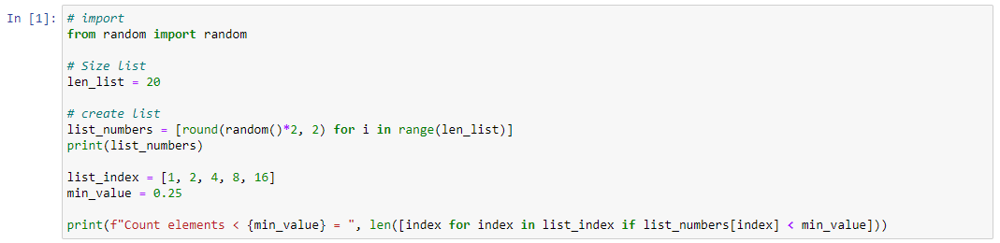 In [1]: # import
from random import random
# Size list
len_list = 20
# create list
list_numbers = [round(random()*2, 2) for i in range(len_list)]
print(list_numbers)
list_index = [1, 2, 4, 8, 16]
min_value = 0.25
print(f"Count elements < {min_value} = ", len([index for index in list_index if list_numbers[index] < min_value]))